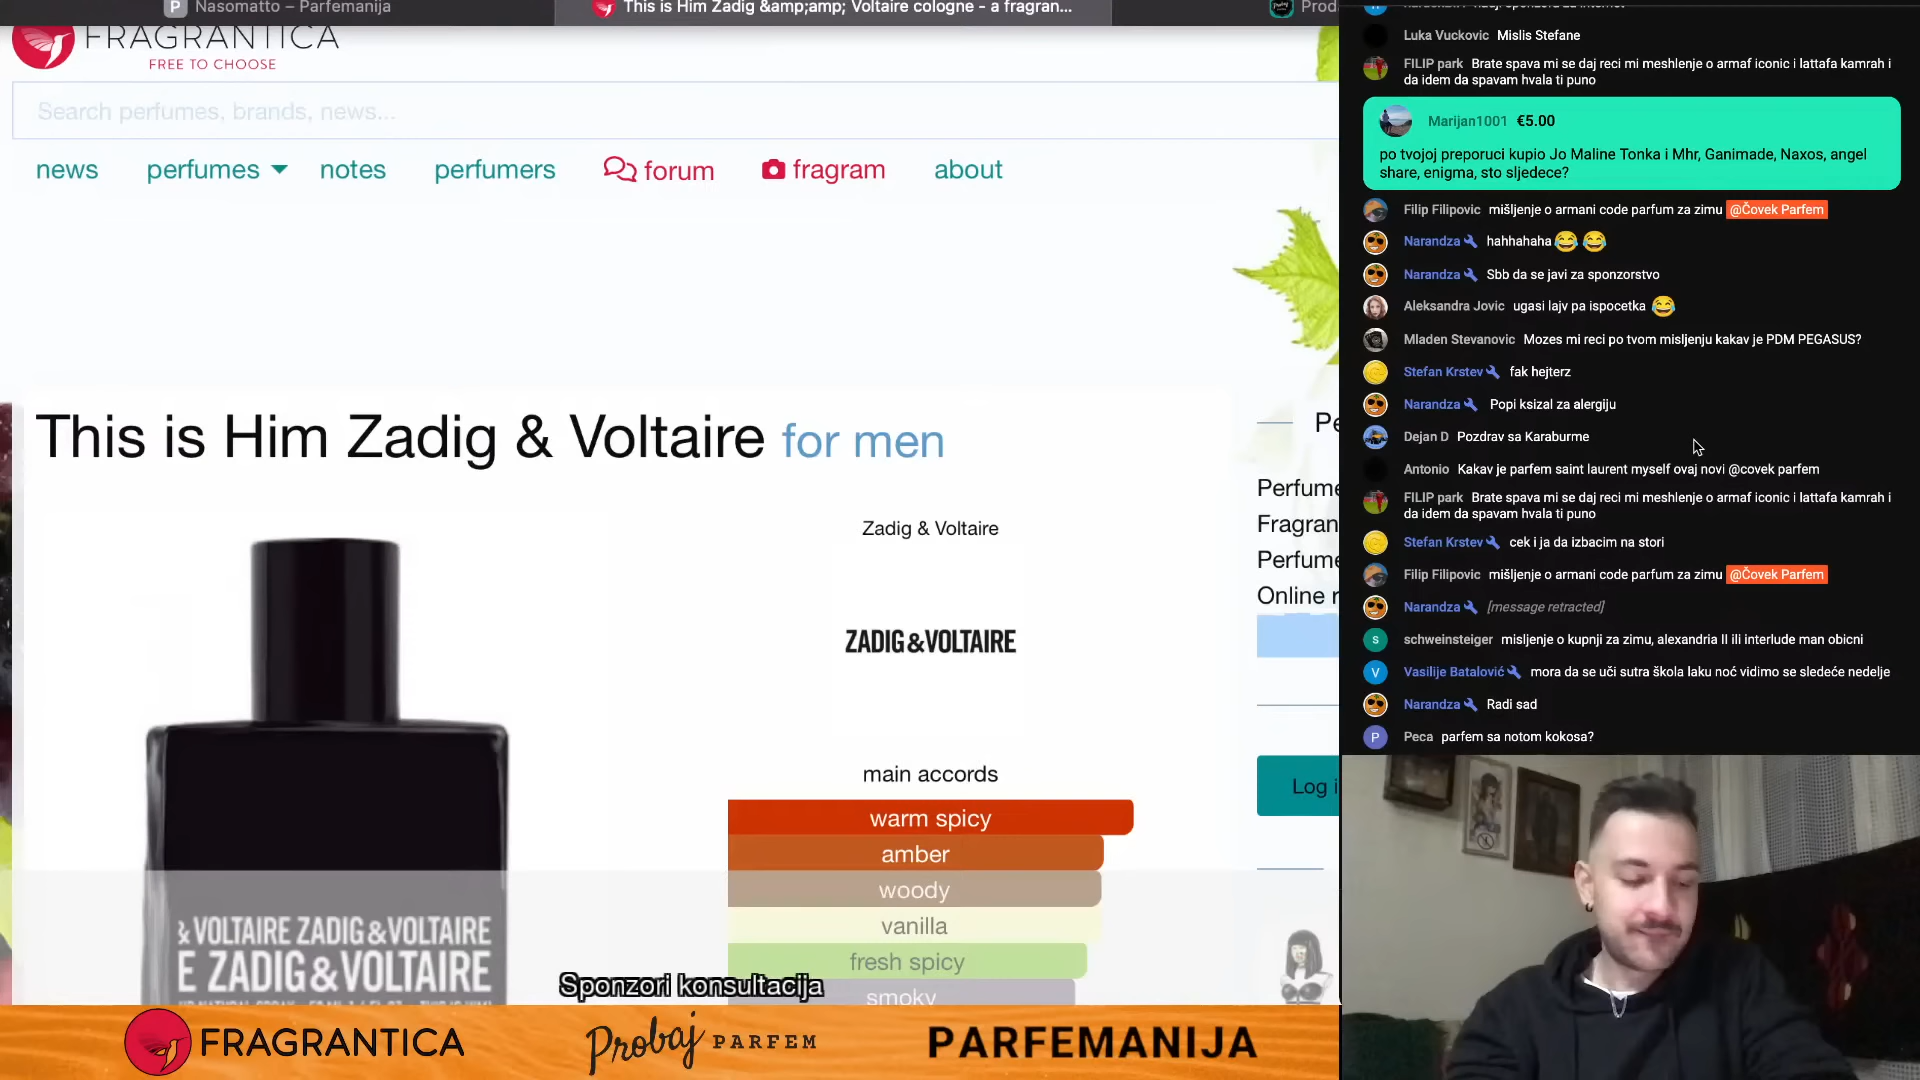 Nasomatto – Parfemanija
This is Him Zadig &amp;amp; Voltaire cologne - a fragran...
Prod
FRAGRANTICA
FREE TO CHOOSE
Search perfumes, brands, news...
news perfumes notes perfumers forum fragram about
This is Him Zadig & Voltaire for men
Zadig & Voltaire
ZADIG&VOLTAIRE
main accords
warm spicy
amber
woody
vanilla
fresh spicy
smoky
Pe
Perfume
Fragran
Perfume
Online r
Log i
& VOLTAIRE ZADIG & VOLTAIRE
E ZADIG & VOLTAIRE
Sponzori konsultacija
FRAGRANTICA
Probaj PARFEM
PARFEMANIJA
Luka Vuckovic Mislis Stefane
FILIP park Brate spava mi se daj reci mi meshlenje o armaf iconic i lattafa kamrah i
da idem da spavam hvala ti puno
Marijan1001 €5.00
po tvojoj preporuci kupio Jo Maline Tonka i Mhr, Ganimade, Naxos, angel
share, enigma, sto sljedece?
Filip Filipovic mišljenje o armani code parfum za zimu @Čovek Parfem
Narandza hahhahaha😂😂
Narandza Sbb da se javi za sponzorstvo
Aleksandra Jovic ugasi lajv pa ispocetka 😂
Mladen Stevanovic Mozes mi reci po tvom misljenju kakav je PDM PEGASUS?
Stefan Krstev fak hejterz
Narandza Popi ksizal za alergiju
Dejan D Pozdrav sa Karaburme
Antonio Kakav je parfem saint laurent myself ovaj novi @covek parfem
FILIP park Brate spava mi se daj reci mi meshlenje o armaf iconic i lattafa kamrah i
da idem da spavam hvala ti puno
Stefan Krstev cek i ja da izbacim na stori
Filip Filipovic mišljenje o armani code parfum za zimu @Čovek Parfem
Narandza [message retracted]
S schweinsteiger misljenje o kupnji za zimu, alexandria II ili interlude man obicni
V Vasilije Batalović mora da se uči sutra škola laku noć vidimo se sledeće nedelje
Narandza Radi sad
P Peca parfem sa notom kokosa?